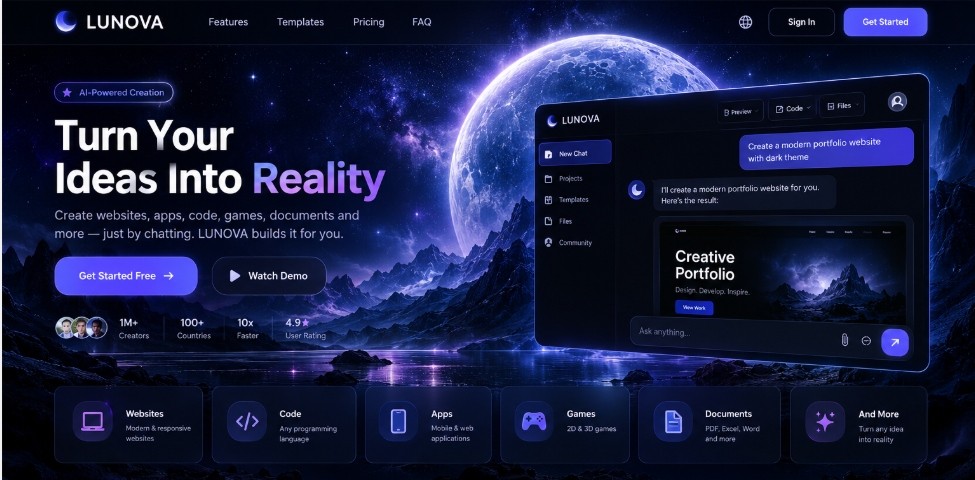 LUNOVA
Features
Templates
Pricing
FAQ
Sign In
Get Started
AI-Powered Creation
Turn Your
Ideas Into Reality
Create websites, apps, code, games, documents and
more — just by chatting. LUNOVA builds it for you.
Get Started Free
Watch Demo
1M+
Creators
100+
Countries
10x
Faster
4.9★
User Rating
LUNOVA
Preview
Code
Files
New Chat
Projects
Templates
Files
Community
Create a modern portfolio website
with dark theme
I'll create a modern portfolio website for you.
Here's the result:
Creative
Portfolio
Design. Develop. Inspire.
View Work
Ask anything...
Websites
Modern & responsive
websites
Code
Any programming
language
Apps
Mobile & web
applications
Games
2D & 3D games
Documents
PDF, Excel, Word
and more
And More
Turn any idea
into reality